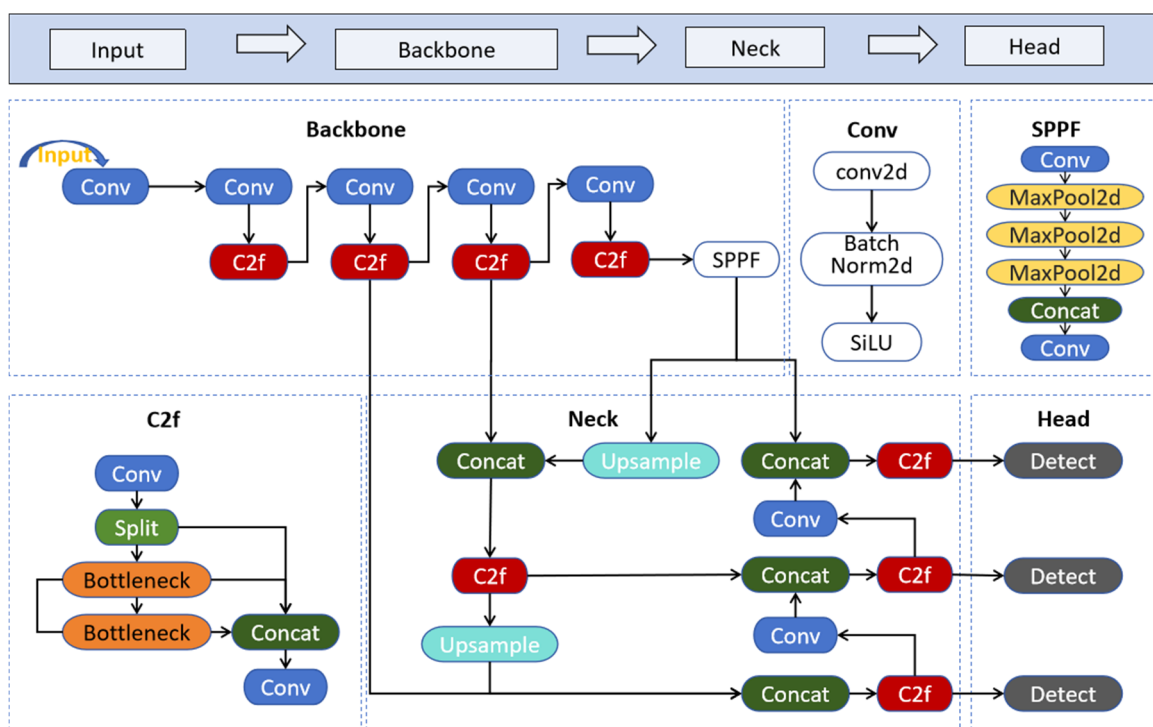 Input
Backbone
Neck
Head
Backbone
Input
Conv
Conv
Conv
Conv
Conv
C2f
C2f
C2f
C2f
SPPF
Conv
conv2d
Batch
Norm2d
SiLU
SPPF
Conv
MaxPool2d
MaxPool2d
MaxPool2d
Concat
Conv
C2f
Conv
Split
Bottleneck
Bottleneck
Concat
Conv
Neck
Concat
Upsample
Concat
C2f
Conv
C2f
Concat
C2f
Upsample
Conv
Concat
C2f
Head
Detect
Detect
Detect